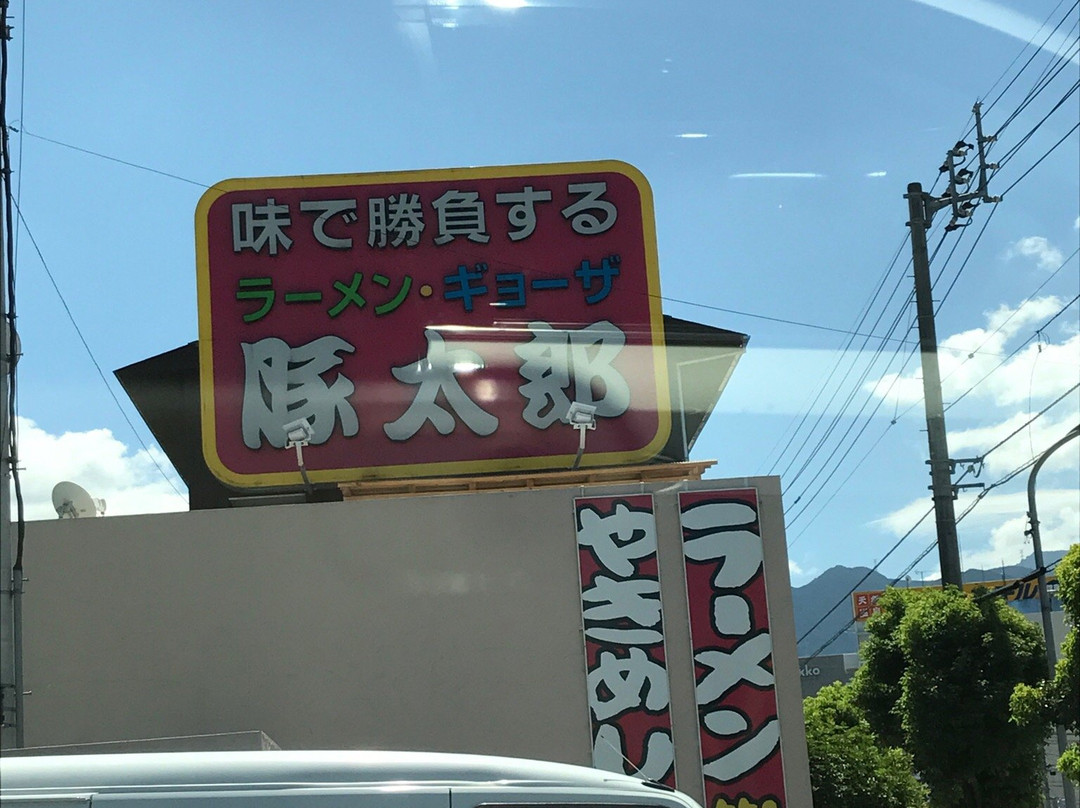 味で勝負する
ラーメン・ギョーザ
豚太郎
やきめし
ラーメン